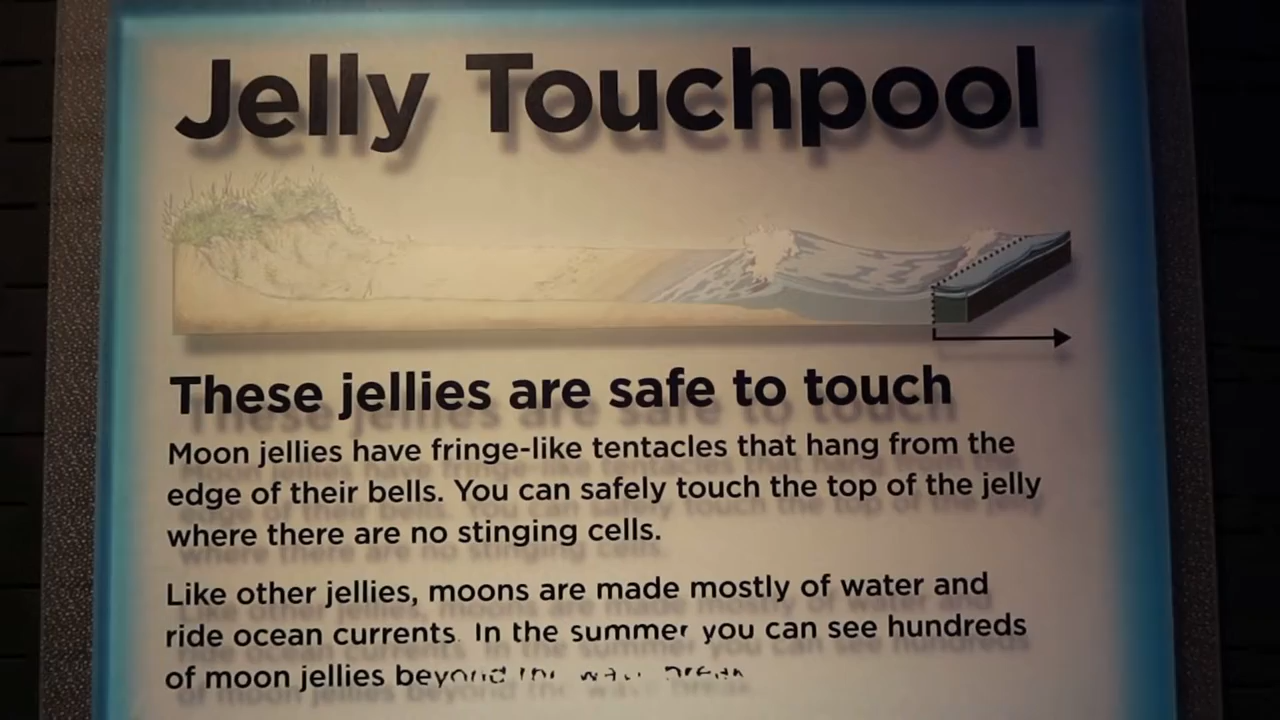 Jelly Touchpool
These jellies are safe to touch
Moon jellies have fringe-like tentacles that hang from the
edge of their bells. You can safely touch the top of the jelly
where there are no stinging cells.
Like other jellies, moons are made mostly of water and
ride ocean currents. In the summer you can see hundreds
of moon jellies beyond the